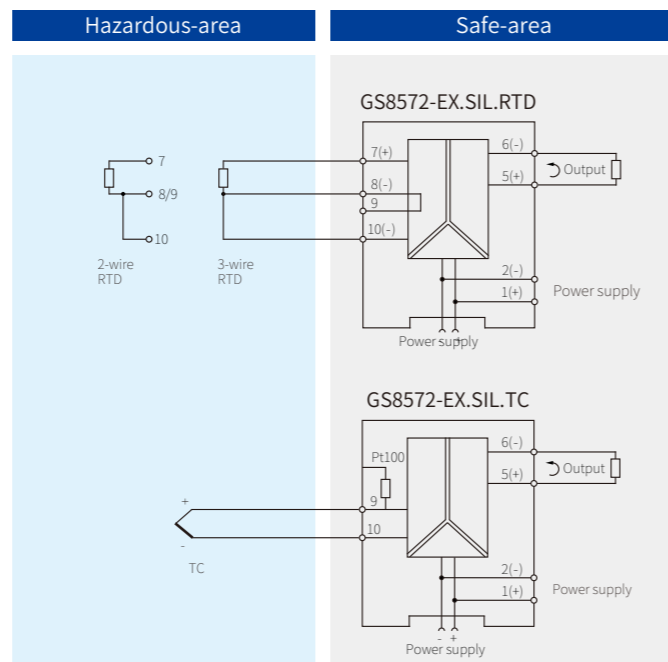 Hazardous-area
Safe-area
GS8572-EX.SIL.RTD
7
8/9
10
2-wire
RTD
3-wire
RTD
7(+)
8(-)
9
10(-)
6(-)
5(+)
Output
2(-)
1(+)
Power supply
- +
Power supply
GS8572-EX.SIL.TC
Pt100
9
10
+
-
TC
6(-)
5(+)
Output
2(-)
1(+)
Power supply
- +
Power supply